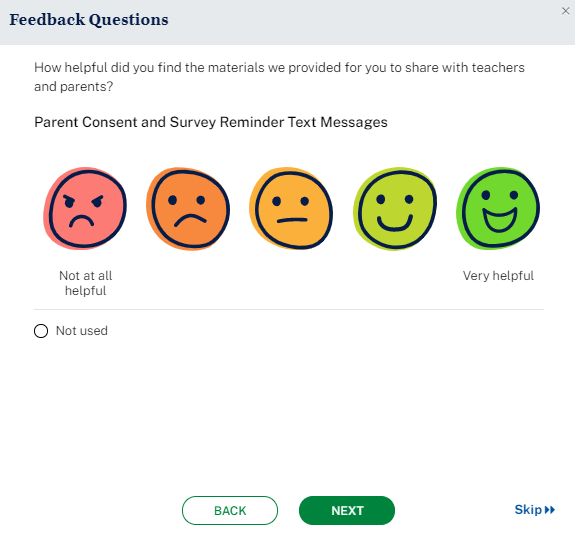 Feedback Questions
×
How helpful did you find the materials we provided for you to share with teachers
and parents?
Parent Consent and Survey Reminder Text Messages
Not at all
helpful
Very helpful
Not used
BACK
NEXT
Skip